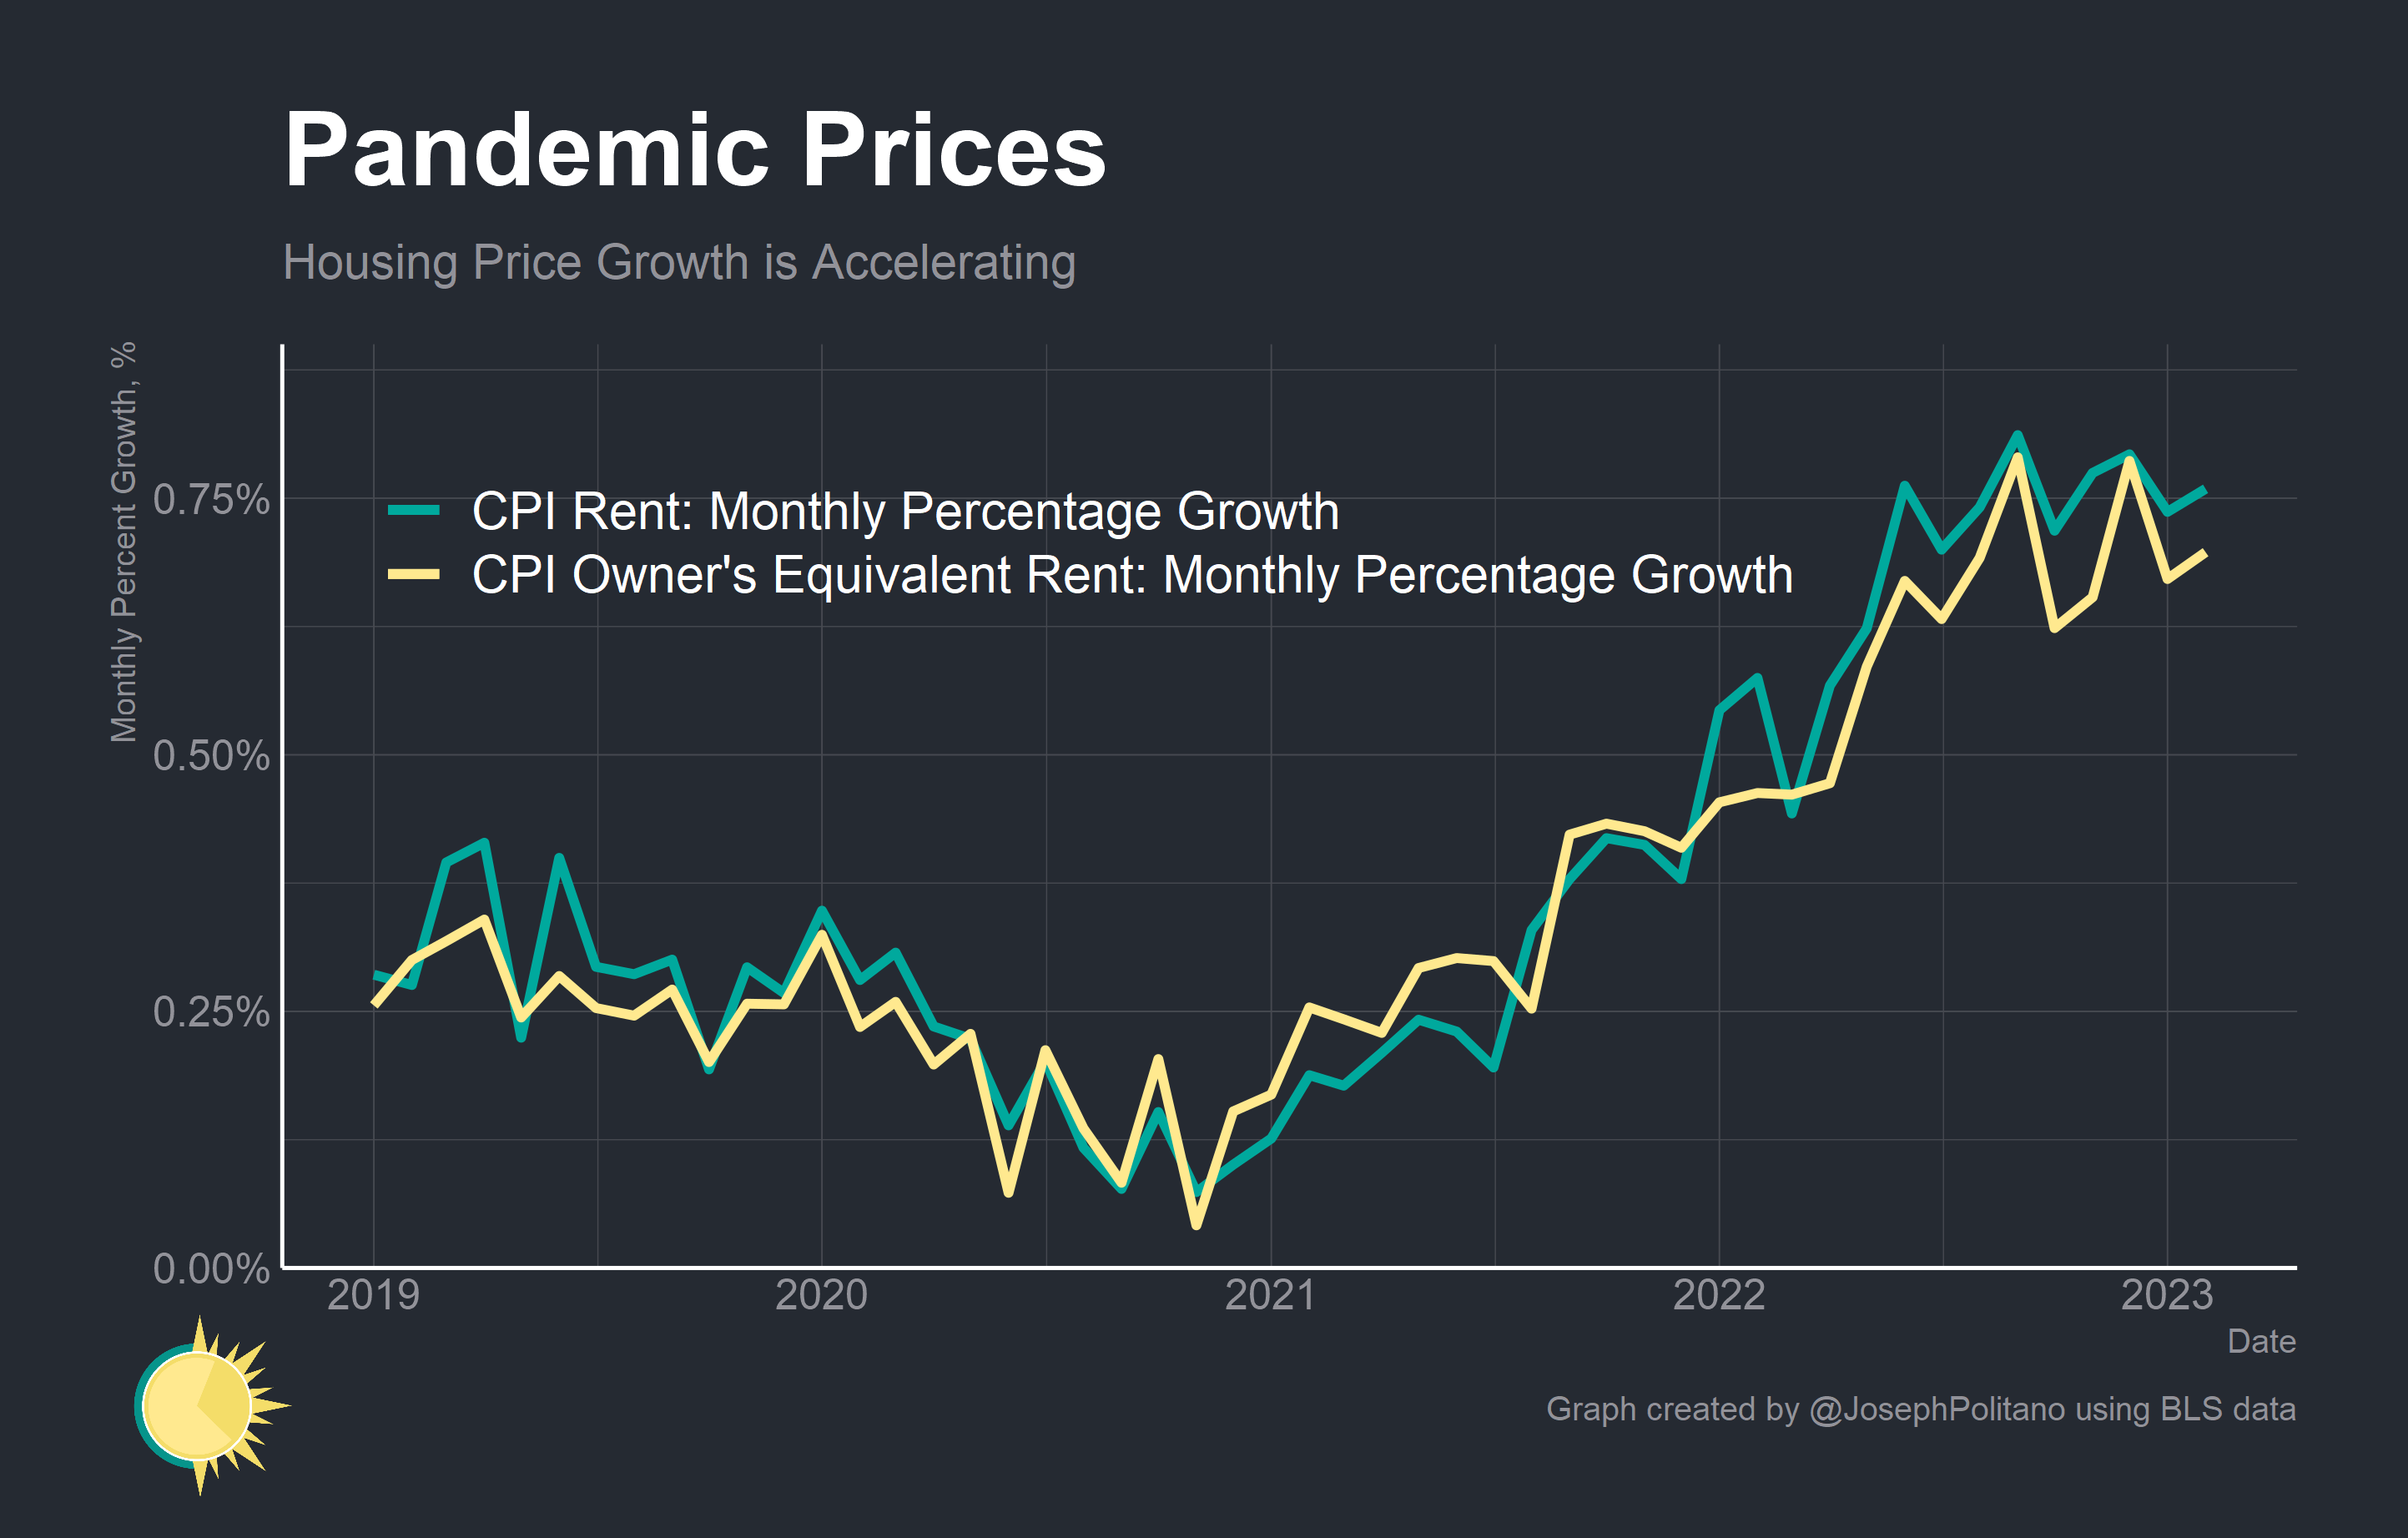 Pandemic Prices
Housing Price Growth is Accelerating
Monthly Percent Growth, %
0.75%
0.50%
0.25%
0.00%
CPI Rent: Monthly Percentage Growth
CPI Owner's Equivalent Rent: Monthly Percentage Growth
2019
2020
2021
2022
2023
Date
Graph created by @JosephPolitano using BLS data